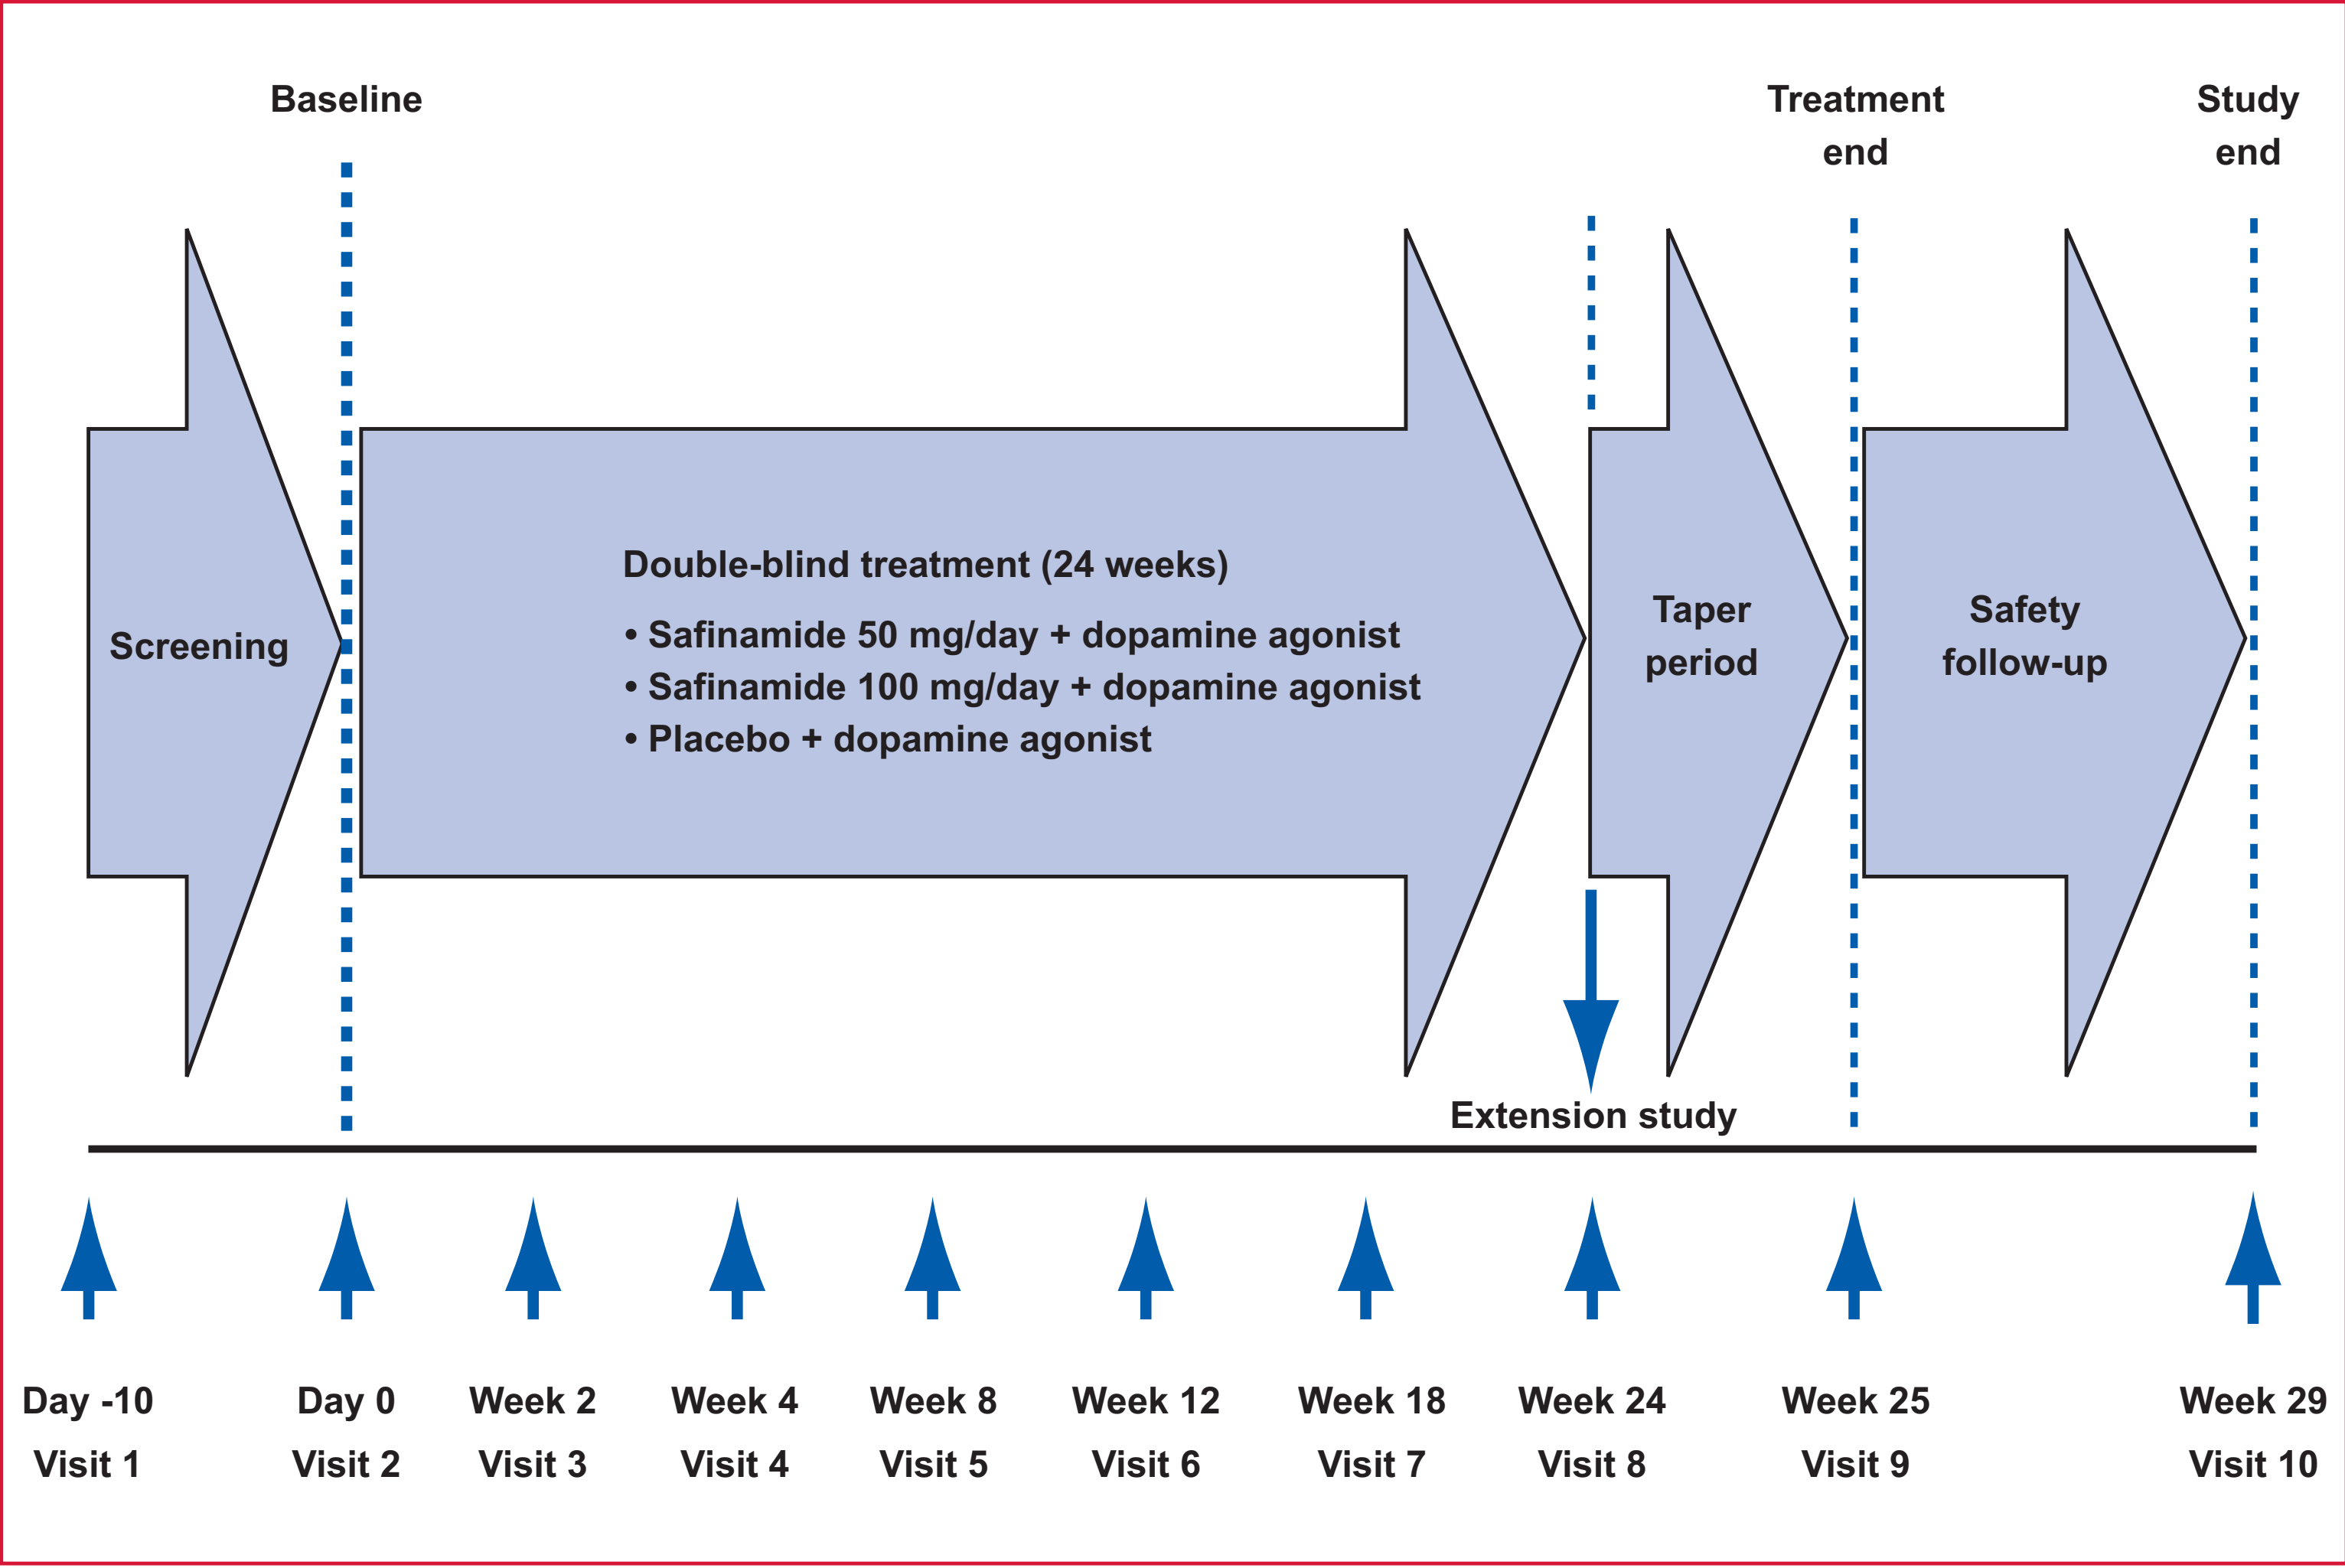 Baseline
Treatment
end
Study
end
Screening
Double-blind treatment (24 weeks)
• Safinamide 50 mg/day + dopamine agonist
• Safinamide 100 mg/day + dopamine agonist
• Placebo + dopamine agonist
Taper
period
Safety
follow-up
Extension study
Day -10
Visit 1
Day 0
Visit 2
Week 2
Visit 3
Week 4
Visit 4
Week 8
Visit 5
Week 12
Visit 6
Week 18
Visit 7
Week 24
Visit 8
Week 25
Visit 9
Week 29
Visit 10